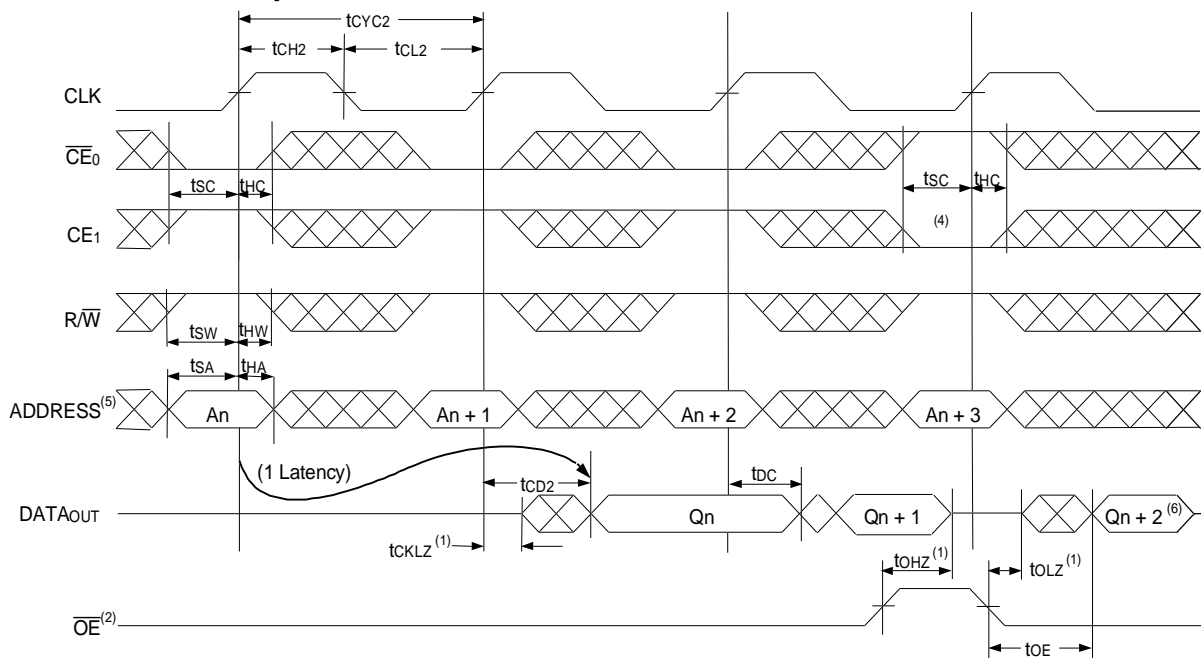 tCYC2
tCH2
tCL2
CLK
CE0
tSC
tHC
tSC
tHC
CE1
(4)
R/W
tSW
tHW
tSA
tHA
ADDRESS(5)
An
An + 1
An + 2
An + 3
(1 Latency)
tCD2
tDC
DATAOUT
Qn
Qn + 1
Qn + 2 (6)
tCKLZ (1)
tOHZ (1)
tOLZ (1)
OE(2)
tOE